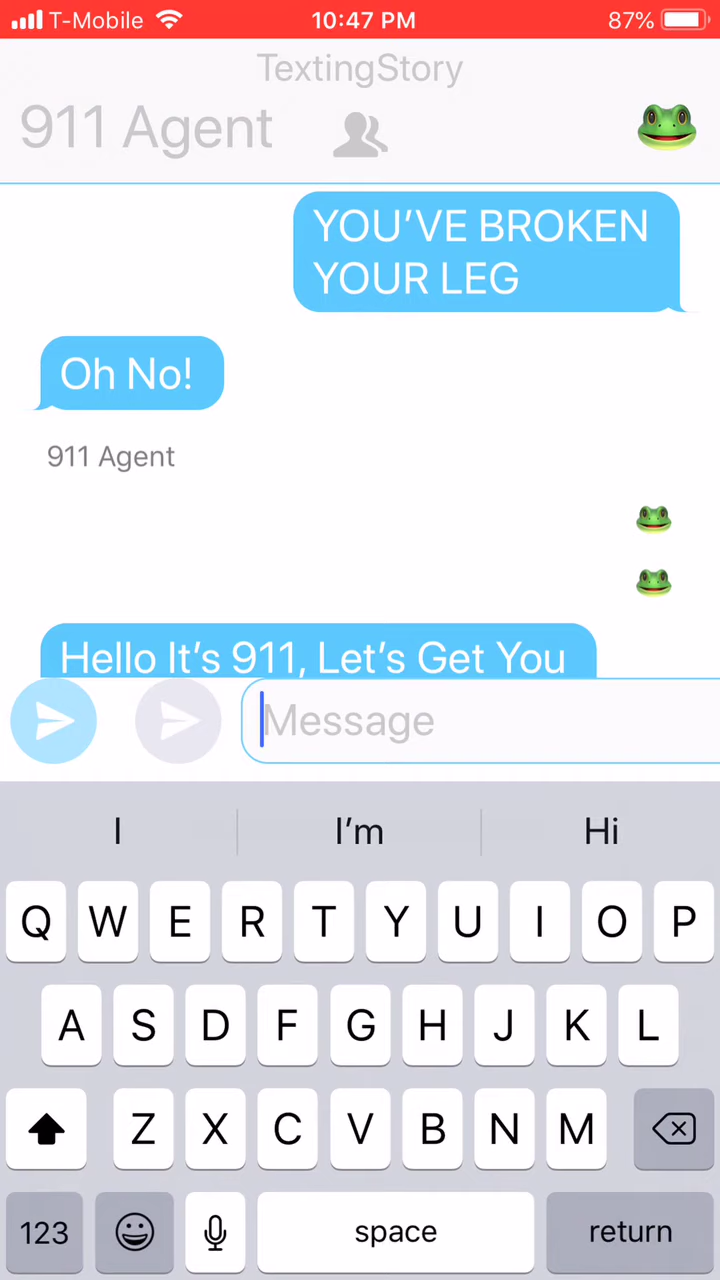 T-Mobile 10:47 PM 87%
TextingStory
911 Agent
YOU’VE BROKEN
YOUR LEG
Oh No!
911 Agent
Hello It’s 911, Let’s Get You
Message
I I’m Hi
Q W E R T Y U I O P
A S D F G H J K L
Z X C V B N M
123 space return